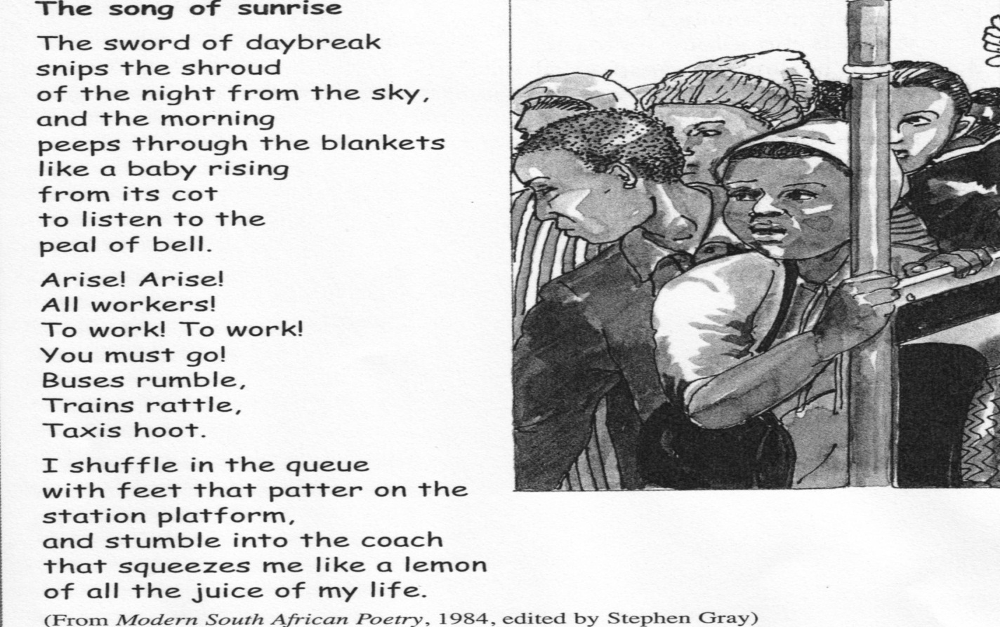 The song of sunrise
The sword of daybreak
snips the shroud
of the night from the sky,
and the morning
peeps through the blankets
like a baby rising
from its cot
to listen to the
peal of bell.
Arise! Arise!
All workers!
To work! To work!
You must go!
Buses rumble,
Trains rattle,
Taxis hoot.
I shuffle in the queue
with feet that patter on the
station platform,
and stumble into the coach
that squeezes me like a lemon
of all the juice of my life.
(From Modern South African Poetry, 1984, edited by Stephen Gray)